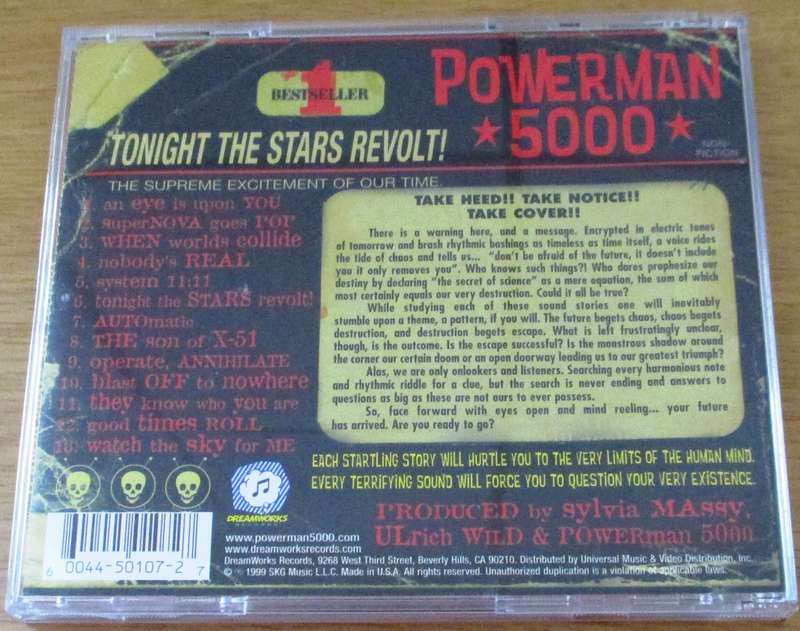 1
BESTSELLER
POWERMAN
★5000★
NON-
FICTION
TONIGHT THE STARS REVOLT!
THE SUPREME EXCITEMENT OF OUR TIME.
1. an eye is upon YOU
2. superNOVA goes POP
3. WHEN worlds collide
4. nobody's REAL
5. system 11:11
6. tonight the STARS revolt!
7. AUTOmatic
8. THE son of X-51
9. operate, ANNIHILATE
10. blast OFF to nowhere
11. they know who you are
12. good times ROLL
13. watch the sky for ME
TAKE HEED!! TAKE NOTICE!!
TAKE COVER!!
There is a warning here, and a message. Encrypted in electric tones
of tomorrow and brash rhythmic bashings as timeless as time itself, a voice rides
the tide of chaos and tells us... "don't be afraid of the future, it doesn't include
you it only removes you". Who knows such things?! Who dares prophesize our
destiny by declaring "the secret of science" as a mere equation, the sum of which
most certainly equals our very destruction. Could it all be true?
While studying each of these sound stories one will inevitably
stumble upon a theme, a pattern, if you will. The future begets chaos, chaos begets
destruction, and destruction begets escape. What is left frustratingly unclear,
though, is the outcome. Is the escape successful? Is the monstrous shadow around
the corner our certain doom or an open doorway leading us to our greatest triumph?
Alas, we are only onlookers and listeners. Searching every harmonious note
and rhythmic riddle for a clue, but the search is never ending and answers to
questions as big as these are not ours to ever possess.
So, face forward with eyes open and mind reeling... your future
has arrived. Are you ready to go?
EACH STARTLING STORY WILL HURTLE YOU TO THE VERY LIMITS OF THE HUMAN MIND.
EVERY TERRIFYING SOUND WILL FORCE YOU TO QUESTION YOUR VERY EXISTENCE.
PRODUCED by sylvia MASSy,
ULrich WILD & POWERman 5000
DREAMWORKS
RECORDS
www.powerman5000.com
www.dreamworksrecords.com
DreamWorks Records, 9268 West Third Street, Beverly Hills, CA 90210. Distributed by Universal Music & Video Distribution, Inc.
© ℗ 1999 SKG Music L.L.C. Made in U.S.A. All rights reserved. Unauthorized duplication is a violation of applicable laws.
6 0044-50107-2 7